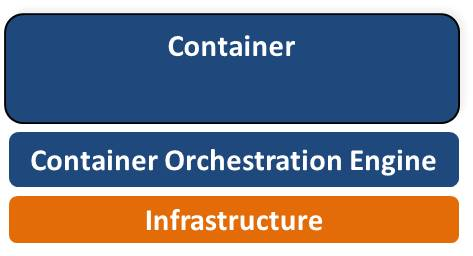 Container
Container Orchestration Engine
Infrastructure